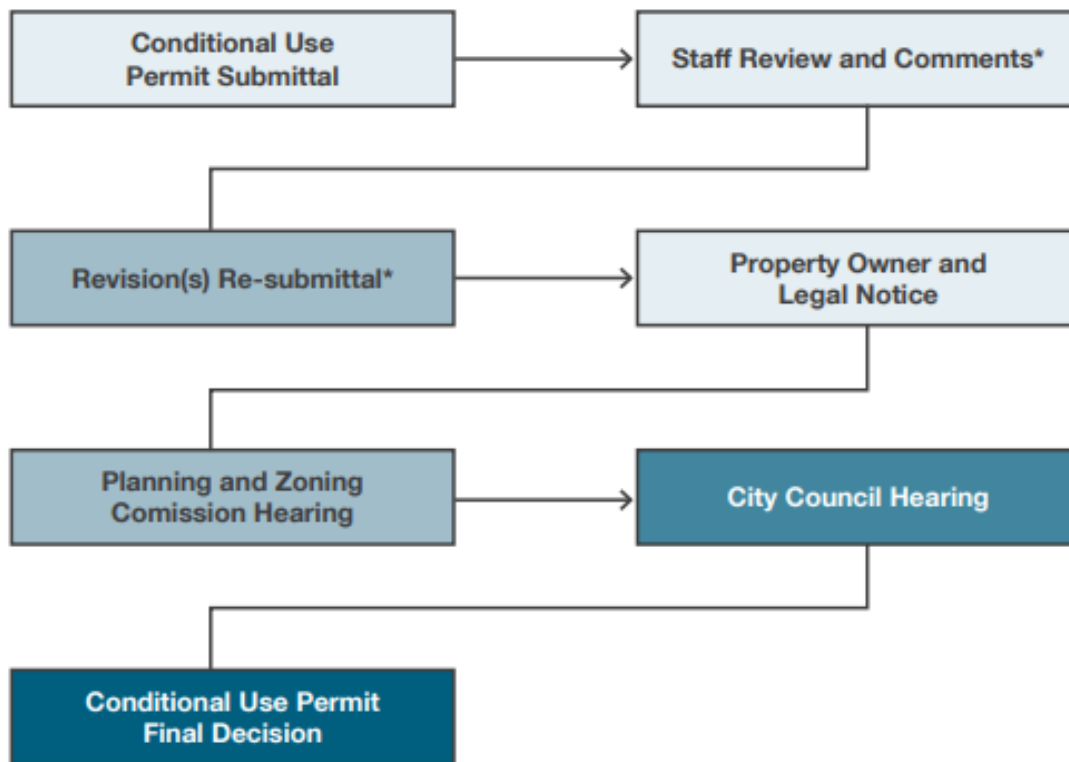 Conditional Use
Permit Submittal
Staff Review and Comments*
Revision(s) Re-submittal*
Property Owner and
Legal Notice
Planning and Zoning
Comission Hearing
City Council Hearing
Conditional Use Permit
Final Decision